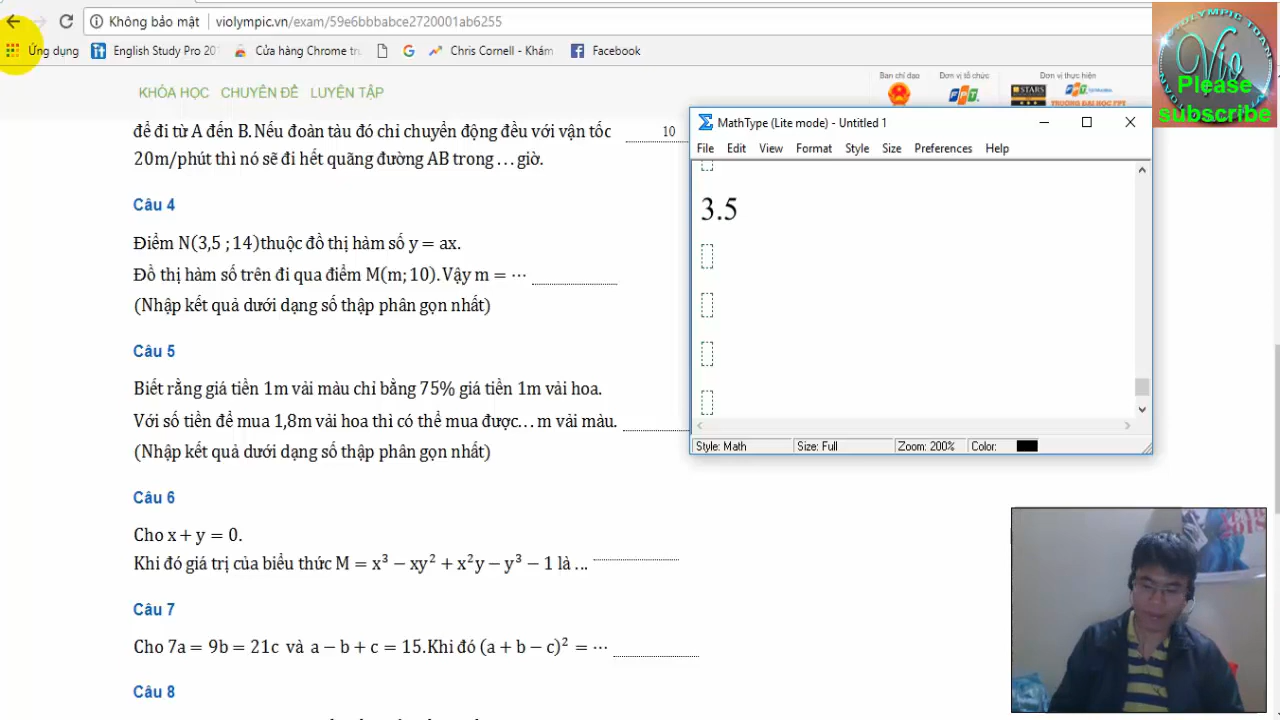 Không bảo mật | violympic.vn/exam/59e6bbbabce2720001ab6255
Ứng dụng English Study Pro 201 Cửa hàng Chrome trự Chris Cornell - Khám Facebook
KHÓA HỌC CHUYÊN ĐỀ LUYỆN TẬP
Ban chỉ đạo Đơn vị tổ chức Đơn vị thực hiện
FPT STARS
TRƯỜNG ĐẠI HỌC FPT
Please
subscribe
để đi từ A đến B.Nếu đoàn tàu đó chỉ chuyển động đều với vận tốc 10
20m/phút thì nó sẽ đi hết quãng đường AB trong …giờ.
Câu 4
Điểm N(3,5 ; 14)thuộc đồ thị hàm số y = ax.
Đồ thị hàm số trên đi qua điểm M(m; 10).Vậy m = ⋯
(Nhập kết quả dưới dạng số thập phân gọn nhất)
Câu 5
Biết rằng giá tiền 1m vải màu chỉ bằng 75% giá tiền 1m vải hoa.
Với số tiền để mua 1,8m vải hoa thì có thể mua được… m vải màu.
(Nhập kết quả dưới dạng số thập phân gọn nhất)
Câu 6
Cho x + y = 0.
Khi đó giá trị của biểu thức M = x³ − xy² + x²y − y³ − 1 là ...
Câu 7
Cho 7a = 9b = 21c và a − b + c = 15.Khi đó (a + b − c)² = ⋯
Câu 8
MathType (Lite mode) - Untitled 1
File Edit View Format Style Size Preferences Help
3.5
Style: Math Size: Full Zoom: 200% Color: